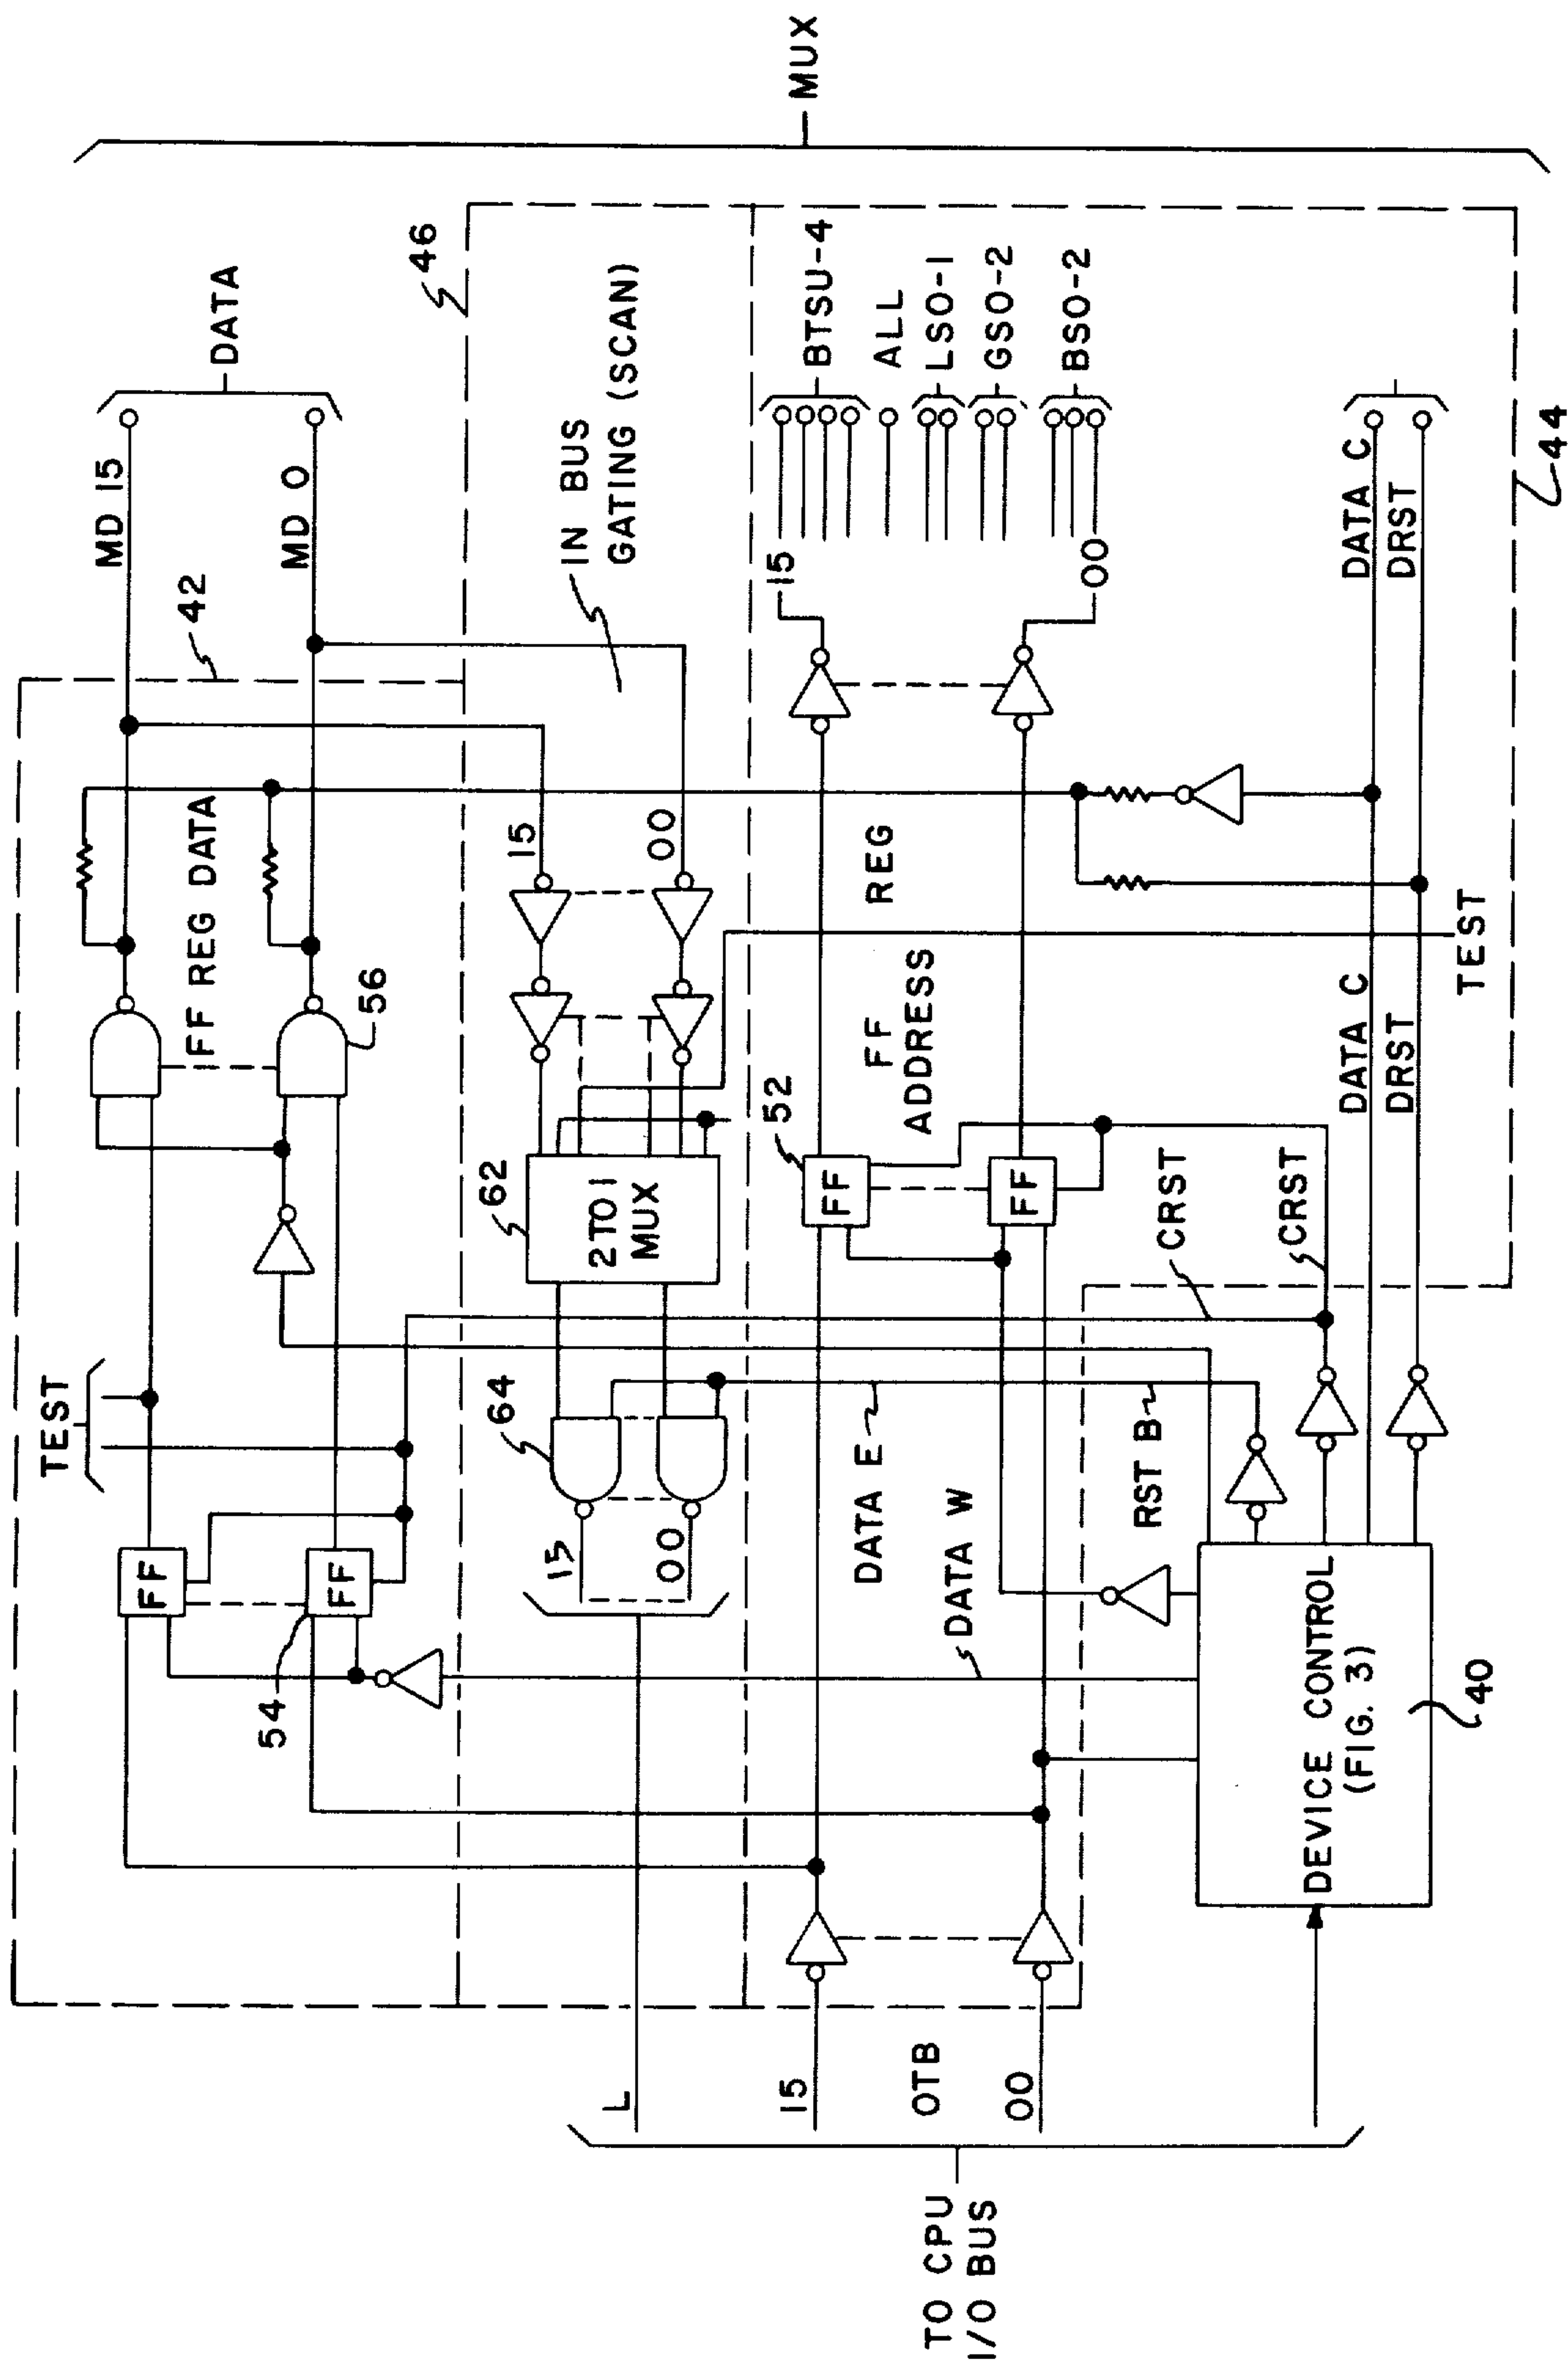 TEST
FF REG DATA
56
42
MD 15
MD 0
DATA
46
54
FF
FF
64
15
00
62
2 TO 1
MUX
15
00
IN BUS
GATING (SCAN)
MUX
TO CPU
I/O BUS
L
15
OTB
00
DATA E
DATA W
RST B
CRST
CRST
52
FF
FF
FF
ADDRESS
REG
15
00
BTSU-4
ALL
LSO-1
GSO-2
BSO-2
DEVICE CONTROL
(FIG. 3)
40
DATA C
DRST
TEST
DATA C
DRST
44